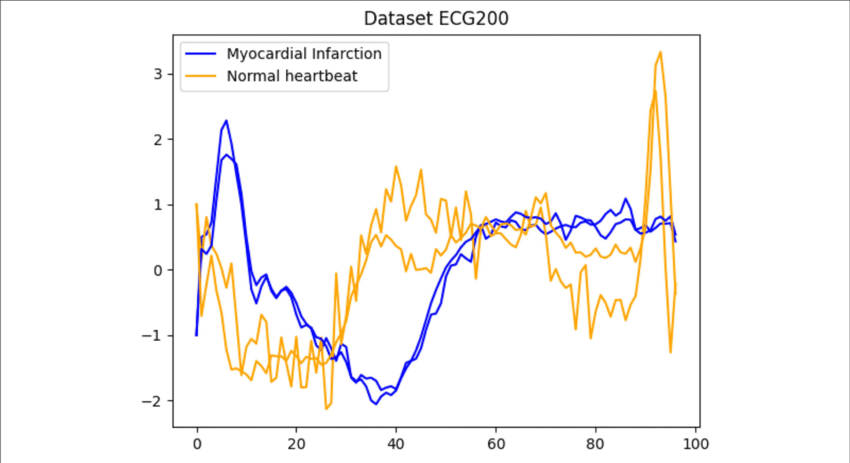 Dataset ECG200
Myocardial Infarction
Normal heartbeat
3
2
1
0
−1
−2
0 20 40 60 80 100